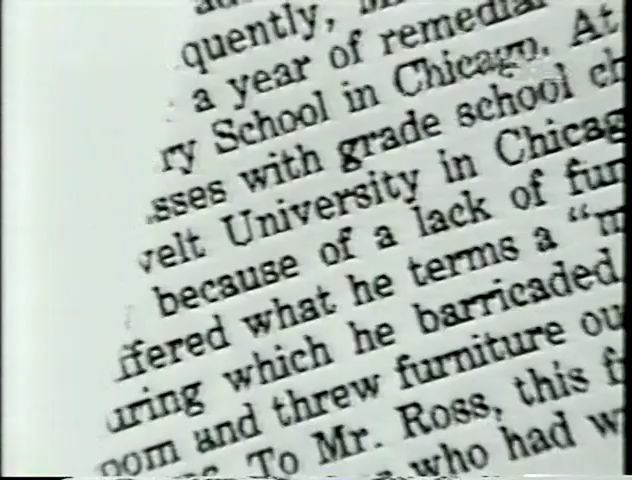 quently,
a year of remedial
ry School in Chicago. At
sses with grade school ch
velt University in Chicag
because of a lack of fun
ffered what he terms a “m
uring which he barricaded
oom and threw furniture ou
To Mr. Ross, this f
who had w